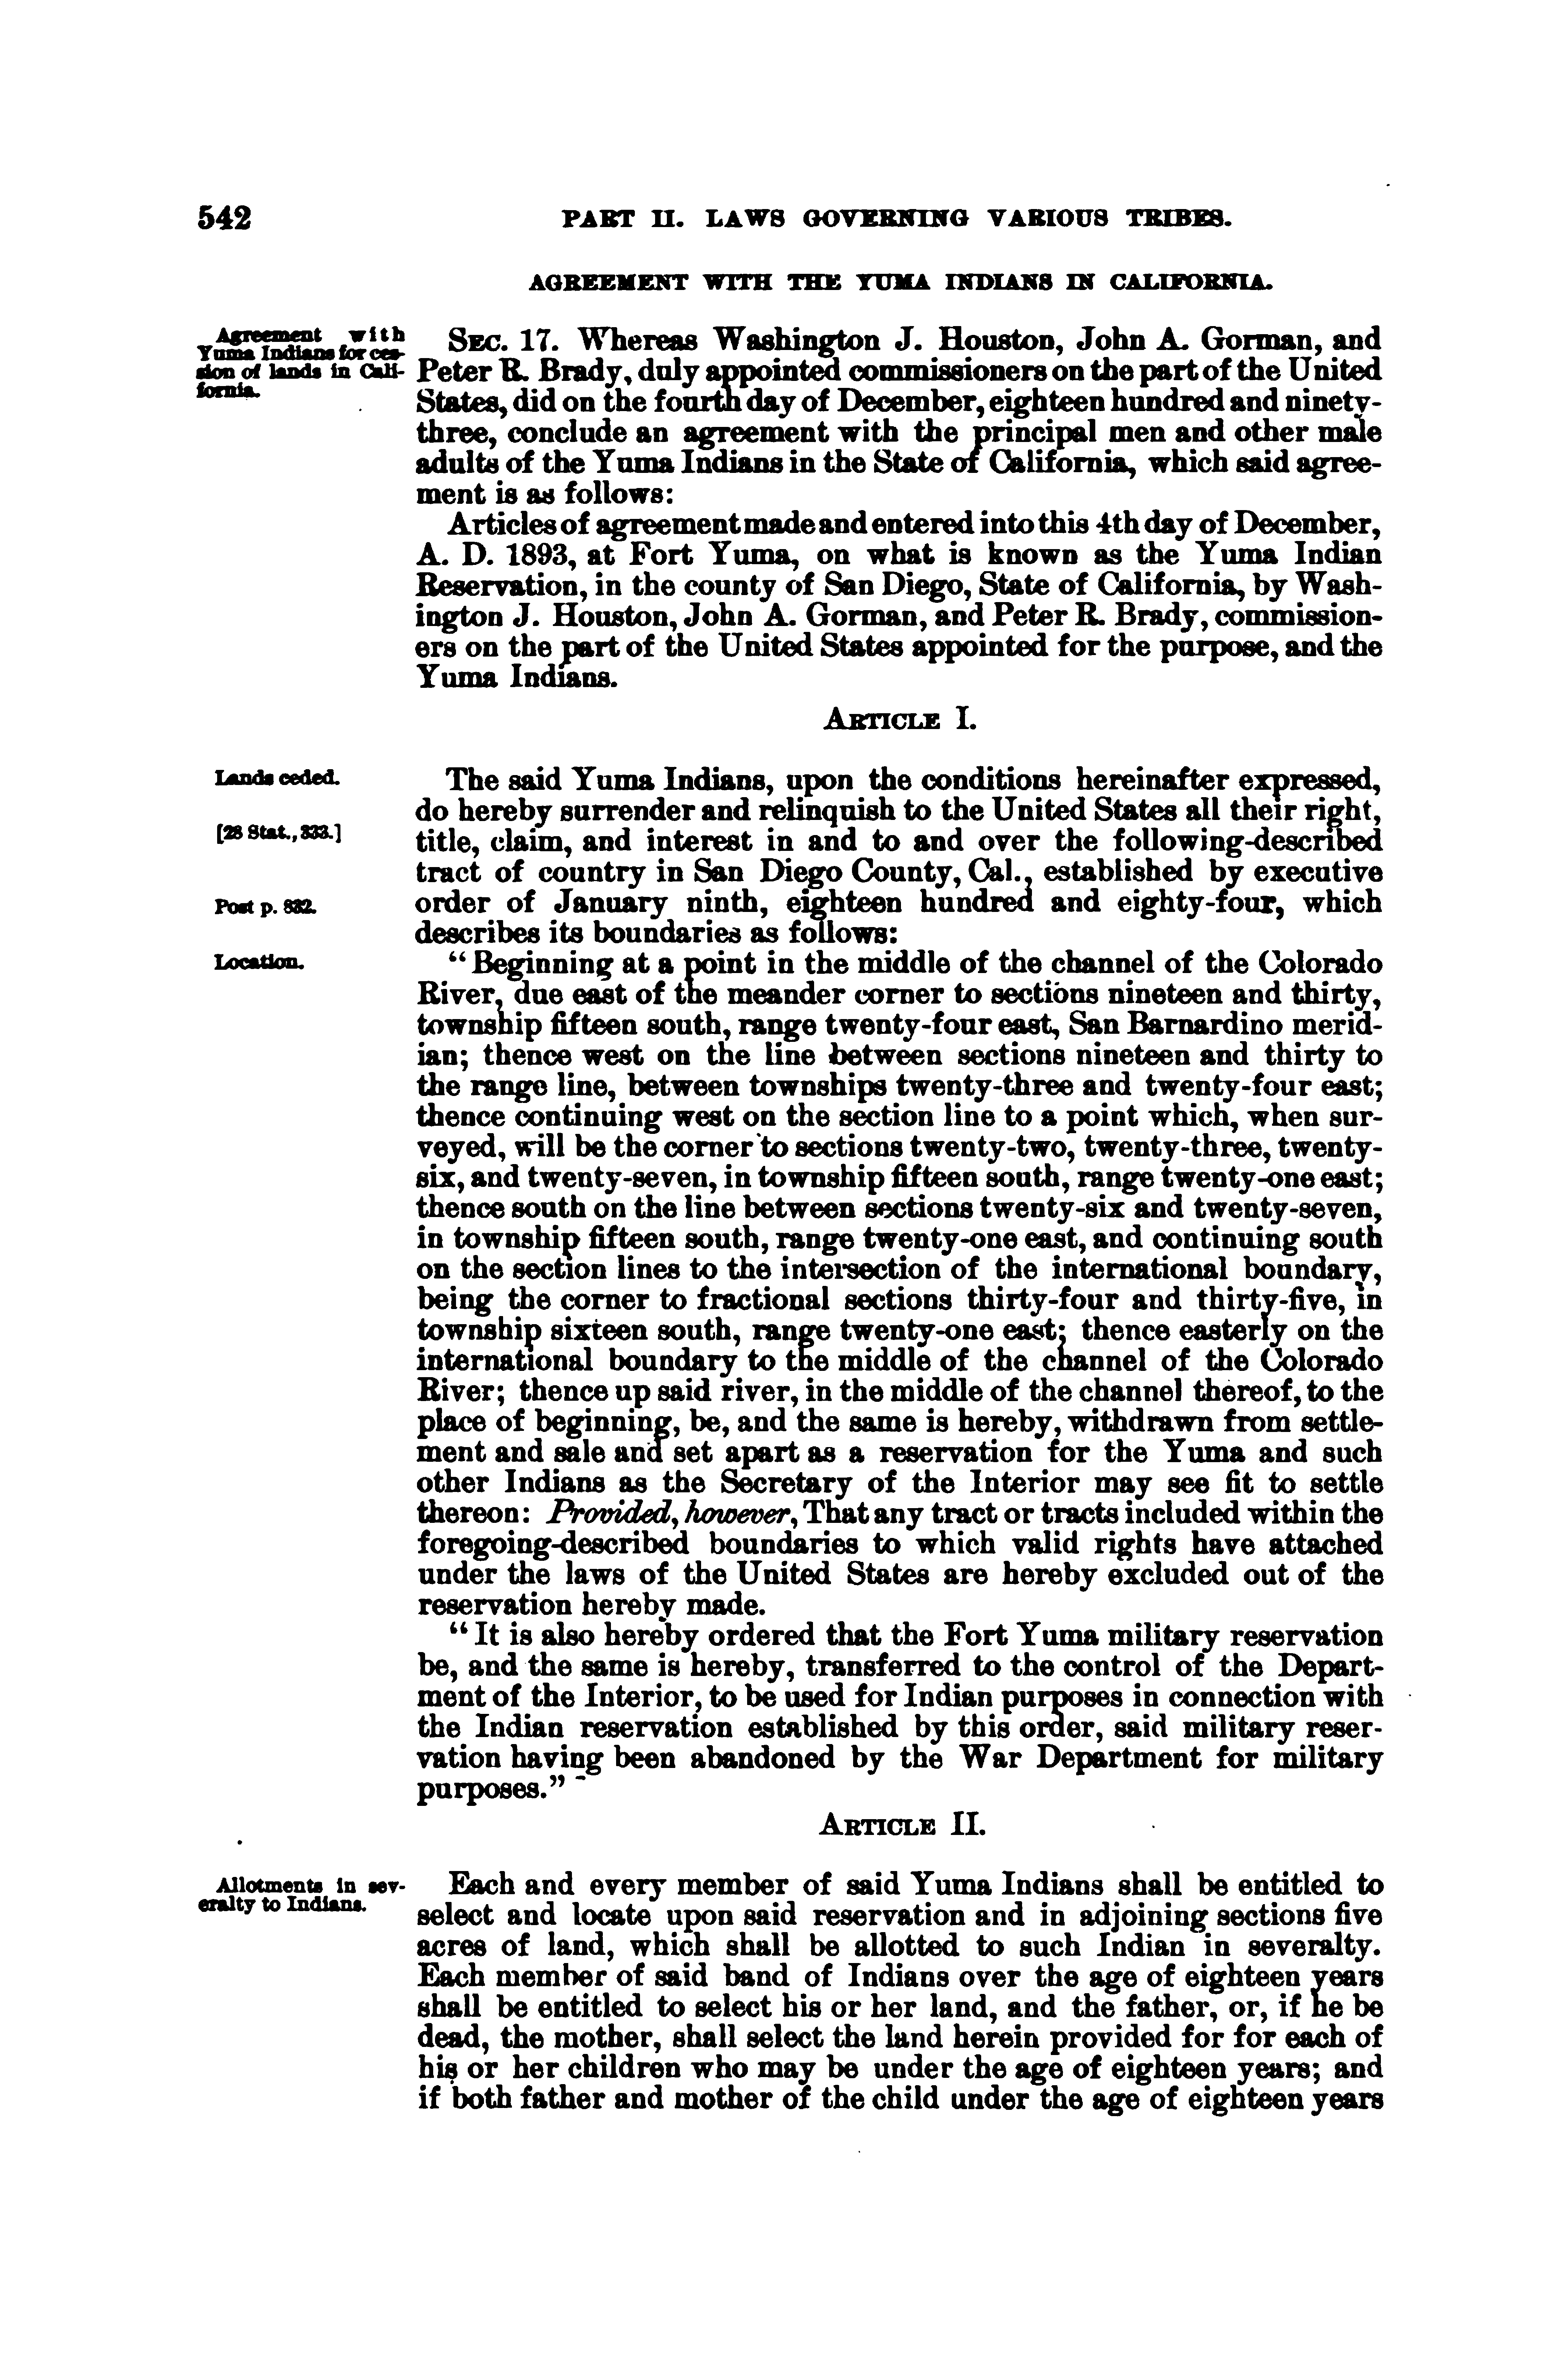 542
PART II. LAWS GOVERNING VARIOUS TRIBES.
AGREEMENT WITH THE YUMA INDIANS IN CALIFORNIA.
Agreement with
Yuma Indians for ces-
sion of lands in Cali-
fornia.
SEC. 17. Whereas Washington J. Houston, John A. Gorman, and
Peter R. Brady, duly appointed commissioners on the part of the United
States, did on the fourth day of December, eighteen hundred and ninety-
three, conclude an agreement with the principal men and other male
adults of the Yuma Indians in the State of California, which said agree-
ment is as follows:
Articles of agreement made and entered into this 4th day of December,
A. D. 1893, at Fort Yuma, on what is known as the Yuma Indian
Reservation, in the county of San Diego, State of California, by Wash-
ington J. Houston, John A. Gorman, and Peter R. Brady, commission-
ers on the part of the United States appointed for the purpose, and the
Yuma Indians.
ARTICLE I.
Lands ceded.
[28 Stat., 333.]
Post p. 832.
Location.
The said Yuma Indians, upon the conditions hereinafter expressed,
do hereby surrender and relinquish to the United States all their right,
title, claim, and interest in and to and over the following-described
tract of country in San Diego County, Cal., established by executive
order of January ninth, eighteen hundred and eighty-four, which
describes its boundaries as follows:
"Beginning at a point in the middle of the channel of the Colorado
River, due east of the meander corner to sections nineteen and thirty,
township fifteen south, range twenty-four east, San Barnardino merid-
ian; thence west on the line between sections nineteen and thirty to
the range line, between townships twenty-three and twenty-four east;
thence continuing west on the section line to a point which, when sur-
veyed, will be the corner to sections twenty-two, twenty-three, twenty-
six, and twenty-seven, in township fifteen south, range twenty-one east;
thence south on the line between sections twenty-six and twenty-seven,
in township fifteen south, range twenty-one east, and continuing south
on the section lines to the intersection of the international boundary,
being the corner to fractional sections thirty-four and thirty-five, in
township sixteen south, range twenty-one east; thence easterly on the
international boundary to the middle of the channel of the Colorado
River; thence up said river, in the middle of the channel thereof, to the
place of beginning, be, and the same is hereby, withdrawn from settle-
ment and sale and set apart as a reservation for the Yuma and such
other Indians as the Secretary of the Interior may see fit to settle
thereon: Provided, however, That any tract or tracts included within the
foregoing-described boundaries to which valid rights have attached
under the laws of the United States are hereby excluded out of the
reservation hereby made.
"It is also hereby ordered that the Fort Yuma military reservation
be, and the same is hereby, transferred to the control of the Depart-
ment of the Interior, to be used for Indian purposes in connection with
the Indian reservation established by this order, said military reser-
vation having been abandoned by the War Department for military
purposes."
ARTICLE II.
Allotments in sev-
eralty to Indians.
Each and every member of said Yuma Indians shall be entitled to
select and locate upon said reservation and in adjoining sections five
acres of land, which shall be allotted to such Indian in severalty.
Each member of said band of Indians over the age of eighteen years
shall be entitled to select his or her land, and the father, or, if he be
dead, the mother, shall select the land herein provided for for each of
his or her children who may be under the age of eighteen years; and
if both father and mother of the child under the age of eighteen years